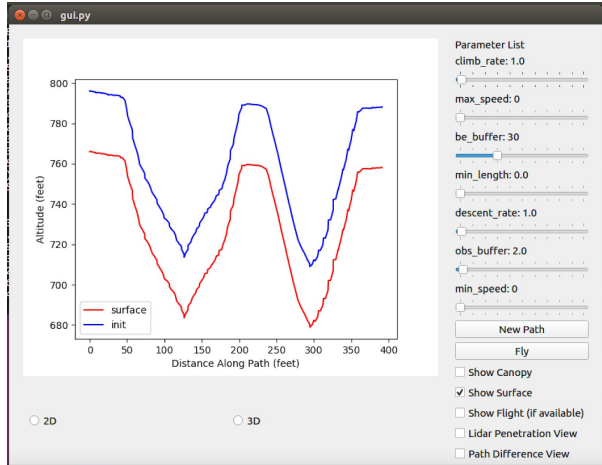 gui.py
800
780
760
740
720
700
680
Altitude (feet)
surface
init
0 50 100 150 200 250 300 350 400
Distance Along Path (feet)
2D
3D
Parameter List
climb_rate: 1.0
max_speed: 0
be_buffer: 30
min_length: 0.0
descent_rate: 1.0
obs_buffer: 2.0
min_speed: 0
New Path
Fly
Show Canopy
Show Surface
Show Flight (if available)
Lidar Penetration View
Path Difference View